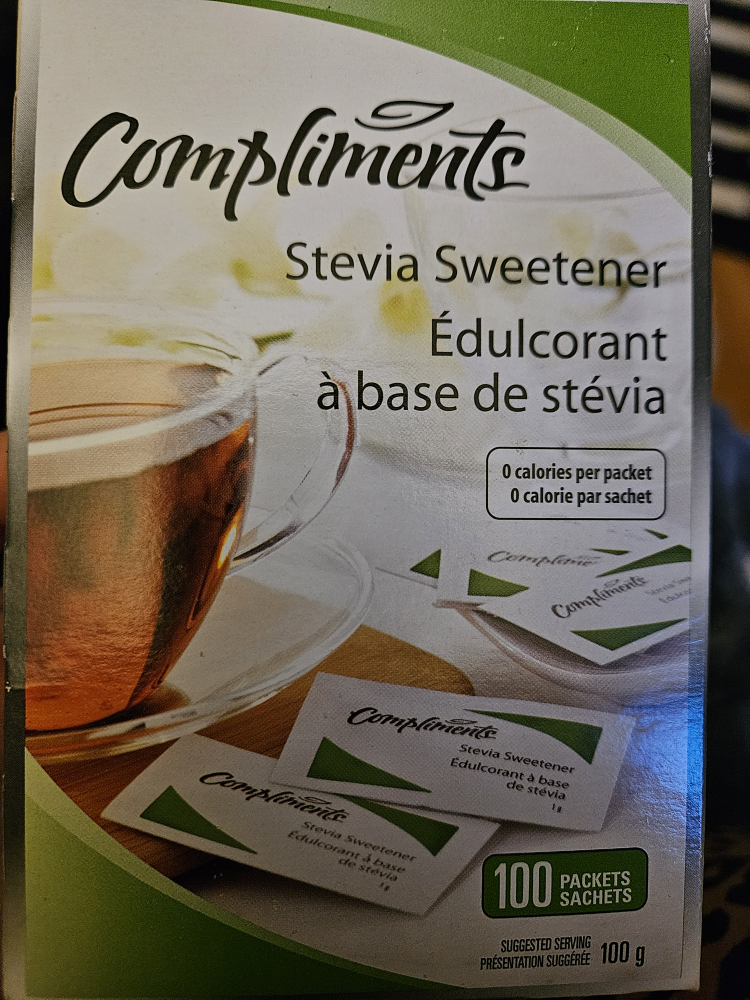 Compliments
Stevia Sweetener
Édulcorant
à base de stévia
0 calories per packet
0 calorie par sachet
Compliments
Compliments
Stevia Sweetener
Édulcorant à base
de stévia
1 g
Compliments
Stevia Sweetener
Édulcorant à base
de stévia
1 g
100 PACKETS
SACHETS
SUGGESTED SERVING
PRÉSENTATION SUGGÉRÉE
100 g